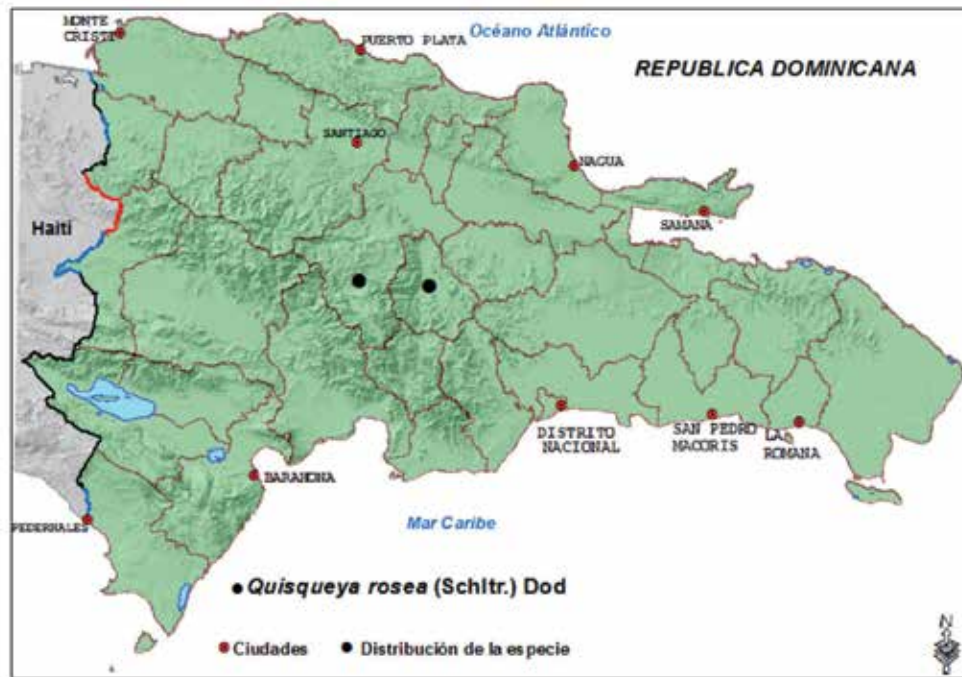 MONTE
CRISTI
PUERTO PLATA
Océano Atlántico
REPUBLICA DOMINICANA
SANTIAGO
NAGUA
SAMANA
Haití
DISTRITO
NACIONAL
SAN PEDRO
MACORIS
LA
ROMANA
BARAHONA
PEDERNALES
Mar Caribe
Quisqueya rosea (Schltr.) Dod
Ciudades
Distribución de la especie
N